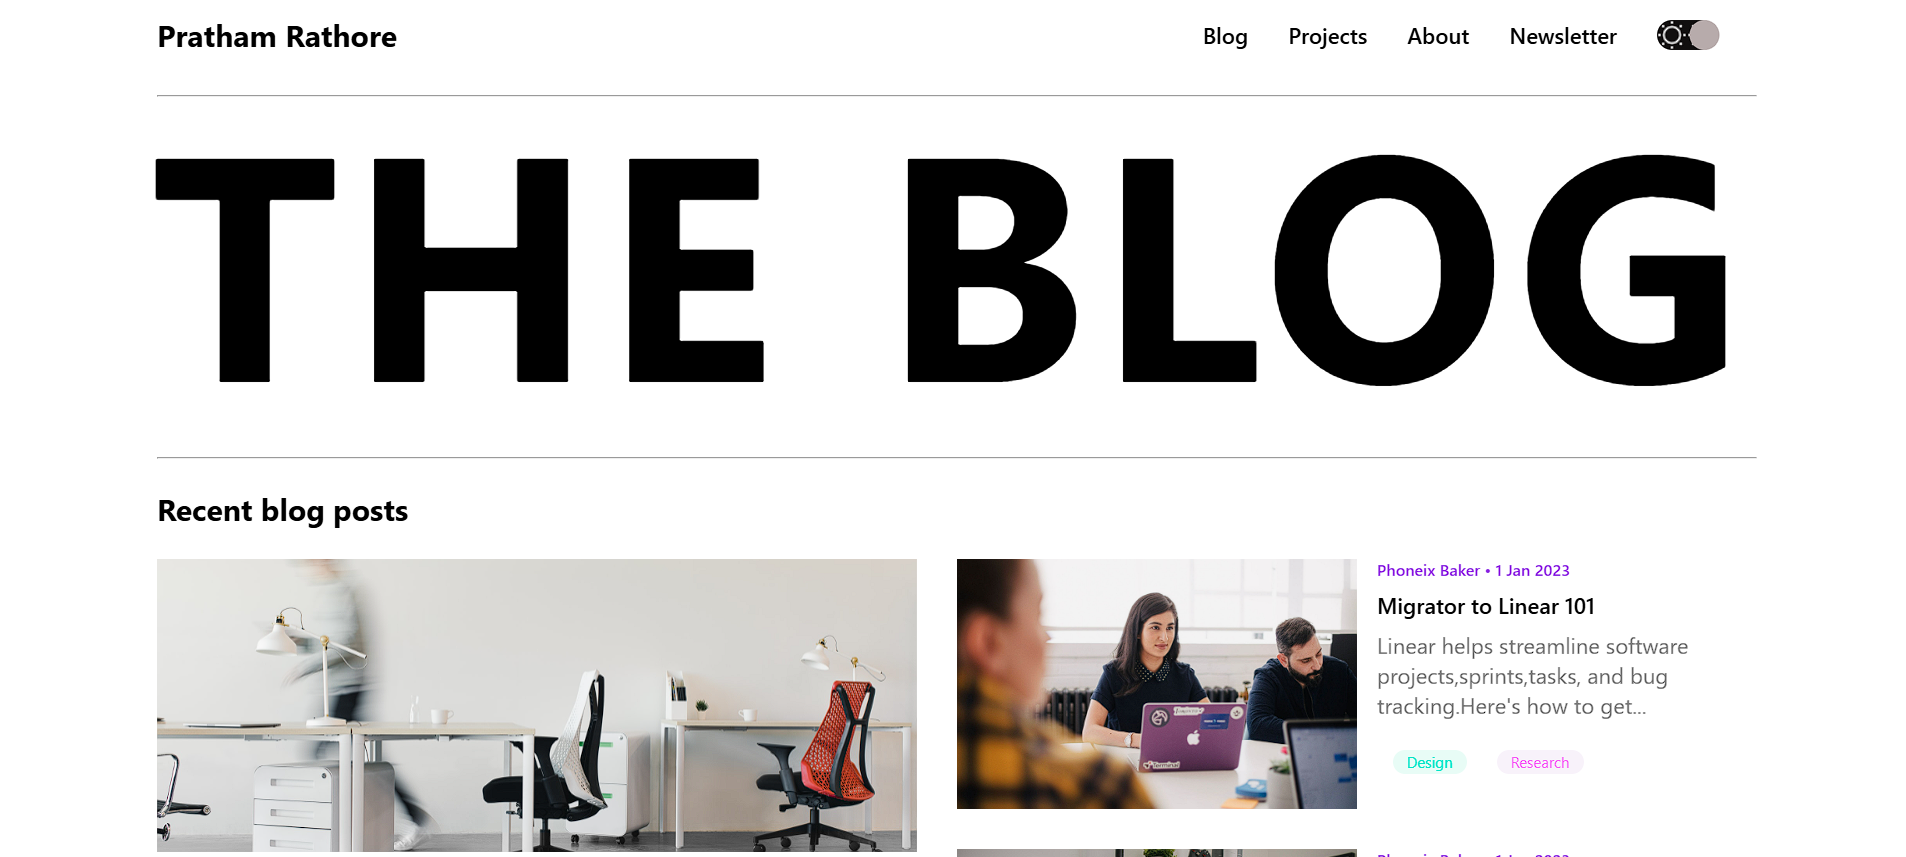 Pratham Rathore
Blog Projects About Newsletter
THE BLOG
Recent blog posts
Phoneix Baker • 1 Jan 2023
Migrator to Linear 101
Linear helps streamline software
projects,sprints,tasks, and bug
tracking.Here's how to get...
Design Research
Terminal